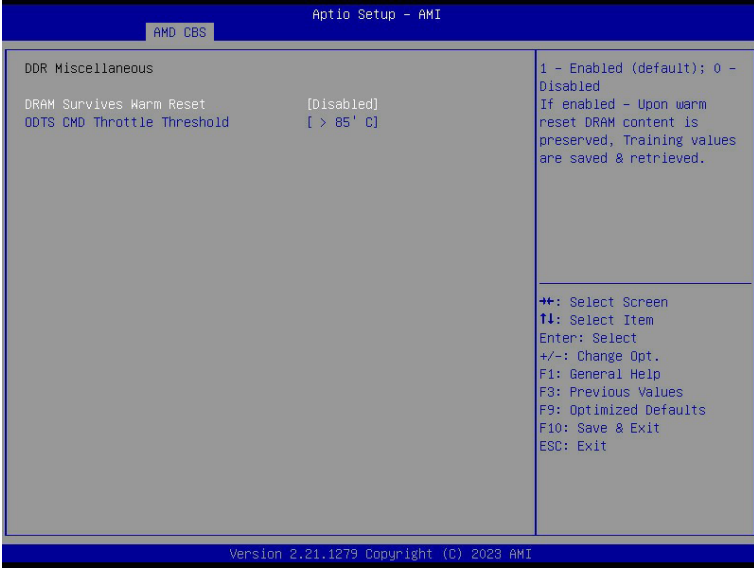 Aptio Setup - AMI
AMD CBS
DDR Miscellaneous
DRAM Survives Warm Reset [Disabled]
ODTS CMD Throttle Threshold [ > 85' C]
1 - Enabled (default); 0 -
Disabled
If enabled - Upon warm
reset DRAM content is
preserved, Training values
are saved & retrieved.
→←: Select Screen
↑↓: Select Item
Enter: Select
+/-: Change Opt.
F1: General Help
F3: Previous Values
F9: Optimized Defaults
F10: Save & Exit
ESC: Exit
Version 2.21.1279 Copyright (C) 2023 AMI